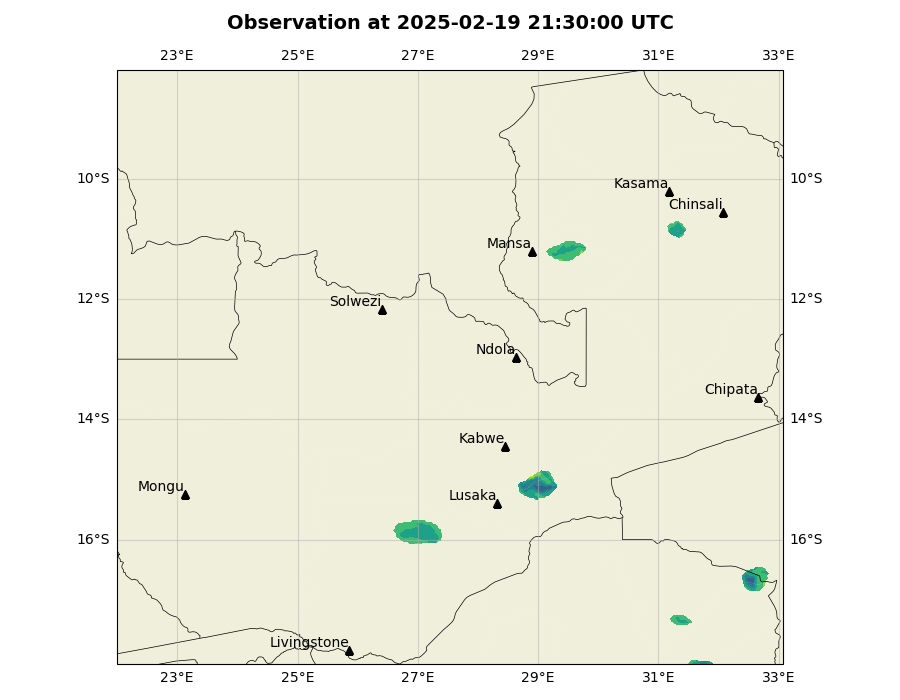 Observation at 2025-02-19 21:30:00 UTC
23°E 25°E 27°E 29°E 31°E 33°E
10°S 10°S
Kasama
Chinsali
Mansa
12°S 12°S
Solwezi
Ndola
Chipata
14°S 14°S
Kabwe
Mongu
Lusaka
16°S 16°S
Livingstone
23°E 25°E 27°E 29°E 31°E 33°E